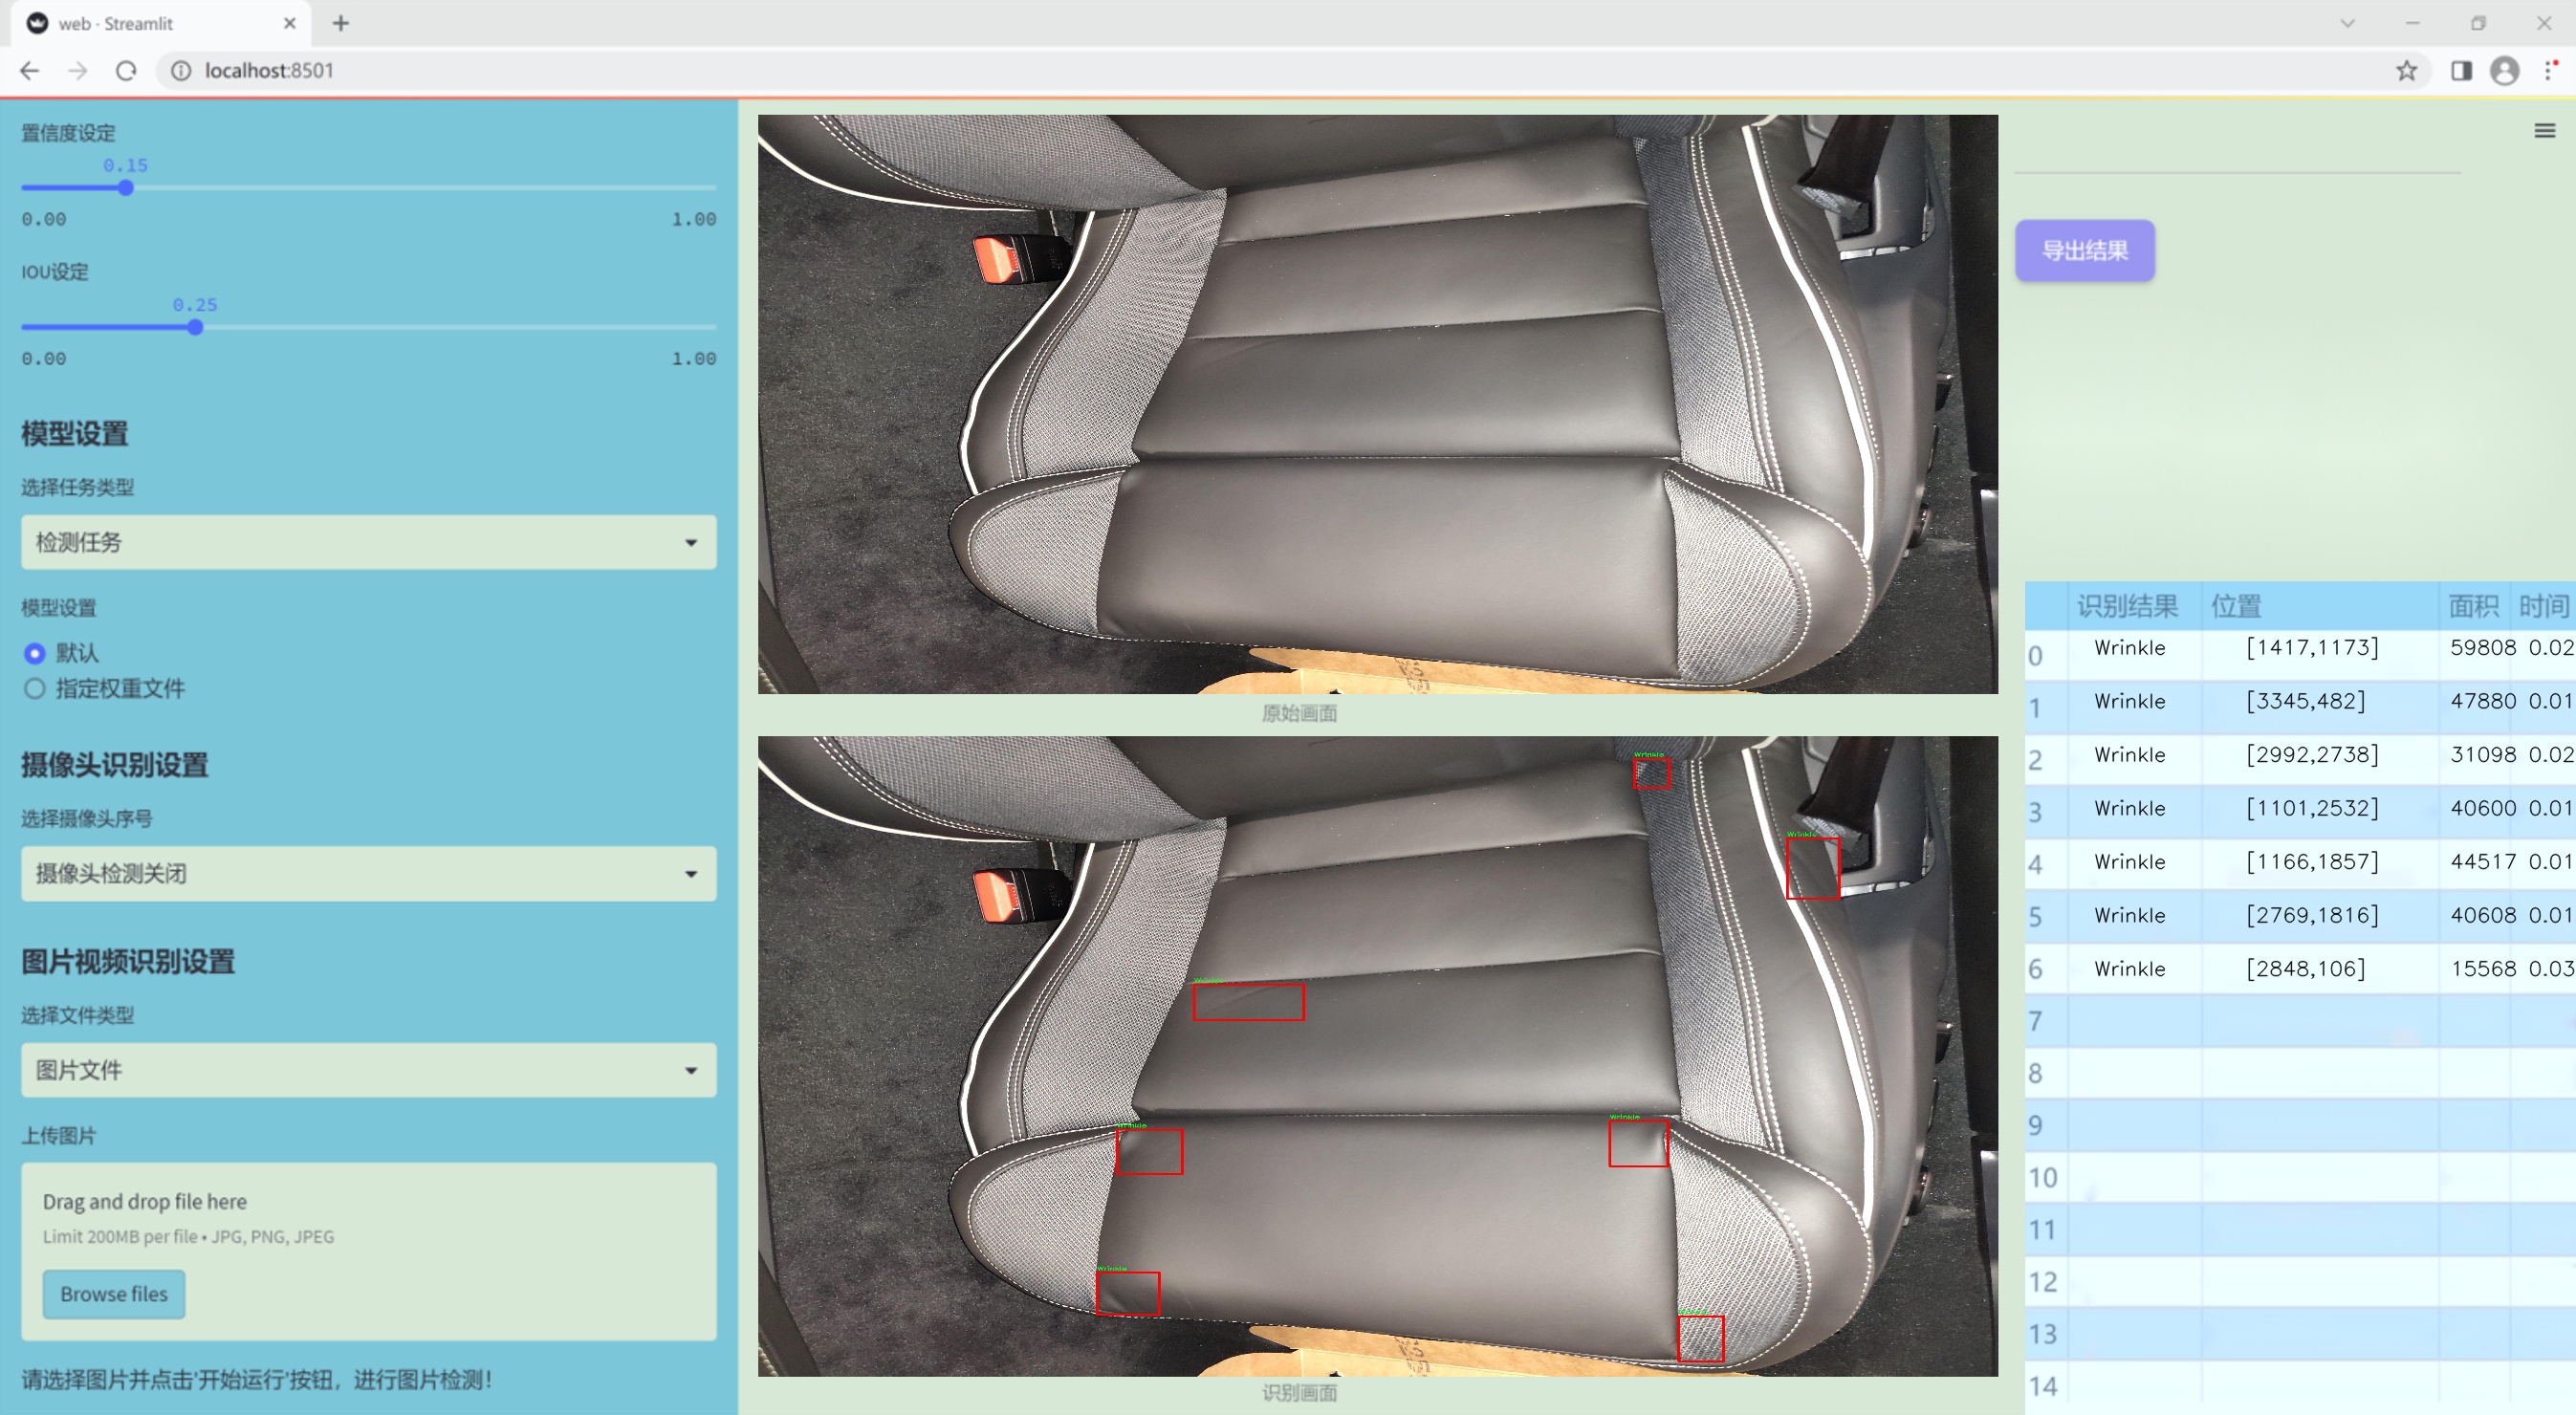 web · Streamlit
localhost:8501
置信度设定
0.15
0.00 1.00
IOU设定
0.25
0.00 1.00
模型设置
选择任务类型
检测任务
模型设置
默认
指定权重文件
摄像头识别设置
选择摄像头序号
摄像头检测关闭
图片视频识别设置
选择文件类型
图片文件
上传图片
Drag and drop file here
Limit 200MB per file • JPG, PNG, JPEG
Browse files
请选择图片并点击'开始运行'按钮，进行图片检测！
原始画面
Wrinkle
Wrinkle
Wrinkle
Wrinkle
Wrinkle
Wrinkle
Wrinkle
识别画面
导出结果
识别结果 位置 面积 时间
0 Wrinkle [1417,1173] 59808 0.02
1 Wrinkle [3345,482] 47880 0.01
2 Wrinkle [2992,2738] 31098 0.02
3 Wrinkle [1101,2532] 40600 0.01
4 Wrinkle [1166,1857] 44517 0.01
5 Wrinkle [2769,1816] 40608 0.01
6 Wrinkle [2848,106] 15568 0.03
7
8
9
10
11
12
13
14